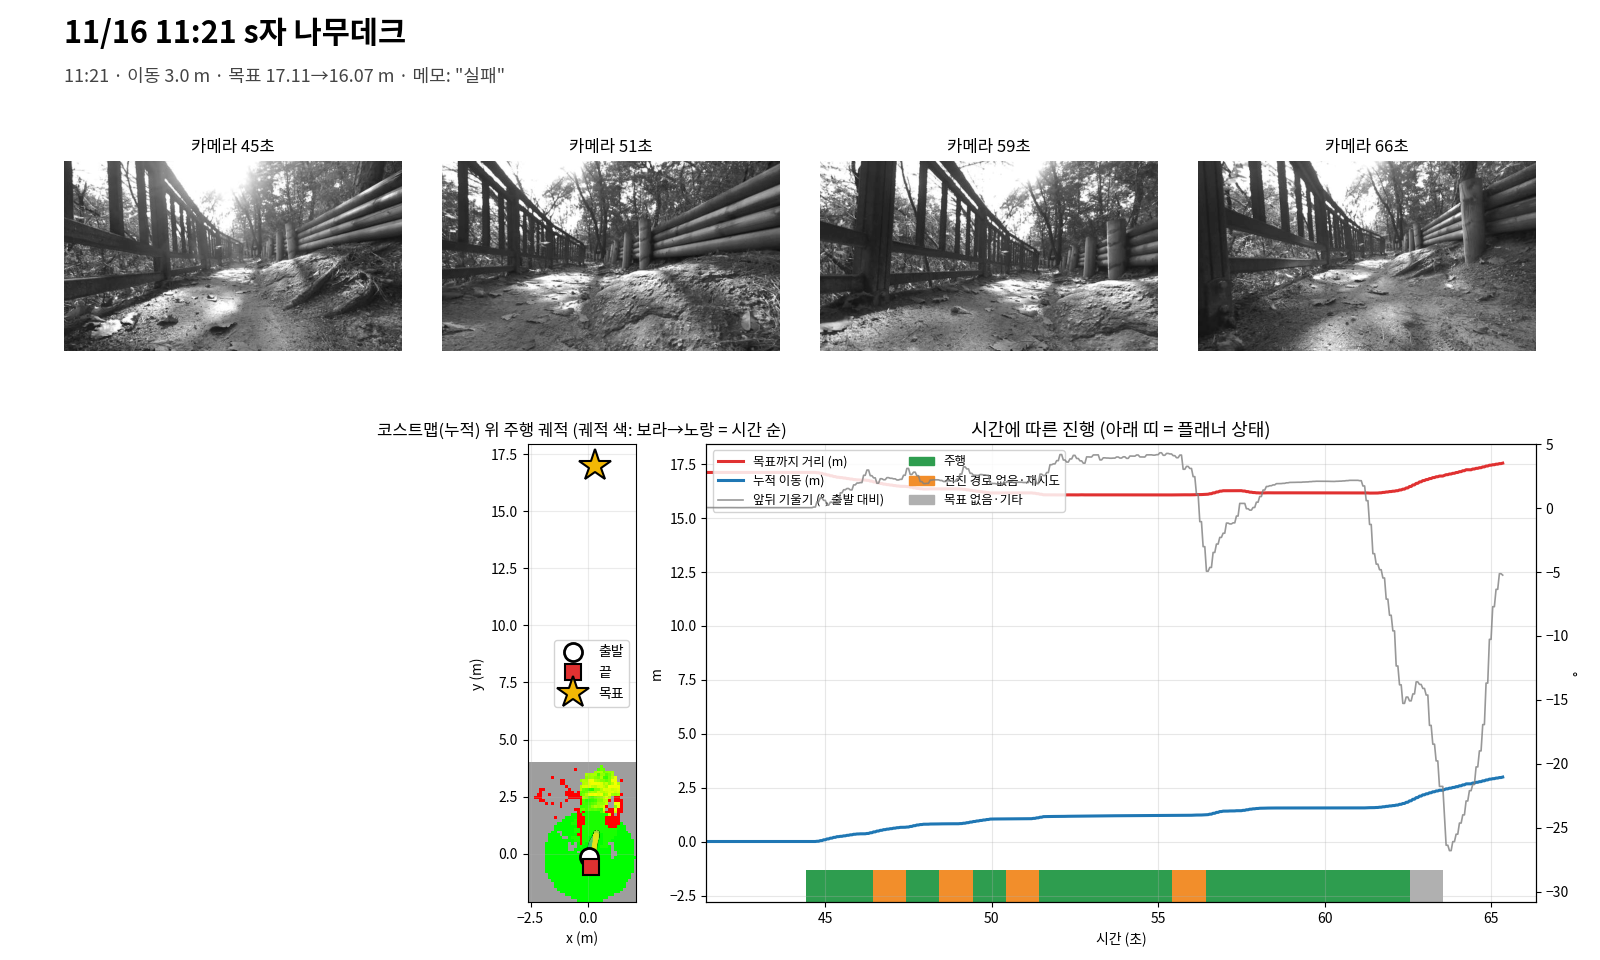 11/16 11:21 s자 나무데크
11:21 · 이동 3.0 m · 목표 17.11→16.07 m · 메모: "실패"
카메라 45초
카메라 51초
카메라 59초
카메라 66초
코스트맵(누적) 위 주행 궤적 (궤적 색: 보라→노랑 = 시간 순)
17.5
15.0
12.5
10.0
7.5
5.0
2.5
0.0
y (m)
출발
끝
목표
−2.5
0.0
x (m)
시간에 따른 진행 (아래 띠 = 플래너 상태)
목표까지 거리 (m)
누적 이동 (m)
앞뒤 기울기 (°, 출발 대비)
주행
전진 경로 없음·재시도
목표 없음·기타
17.5
15.0
12.5
10.0
7.5
5.0
2.5
0.0
−2.5
m
5
0
−5
−10
−15
−20
−25
−30
°
45
50
55
60
65
시간 (초)